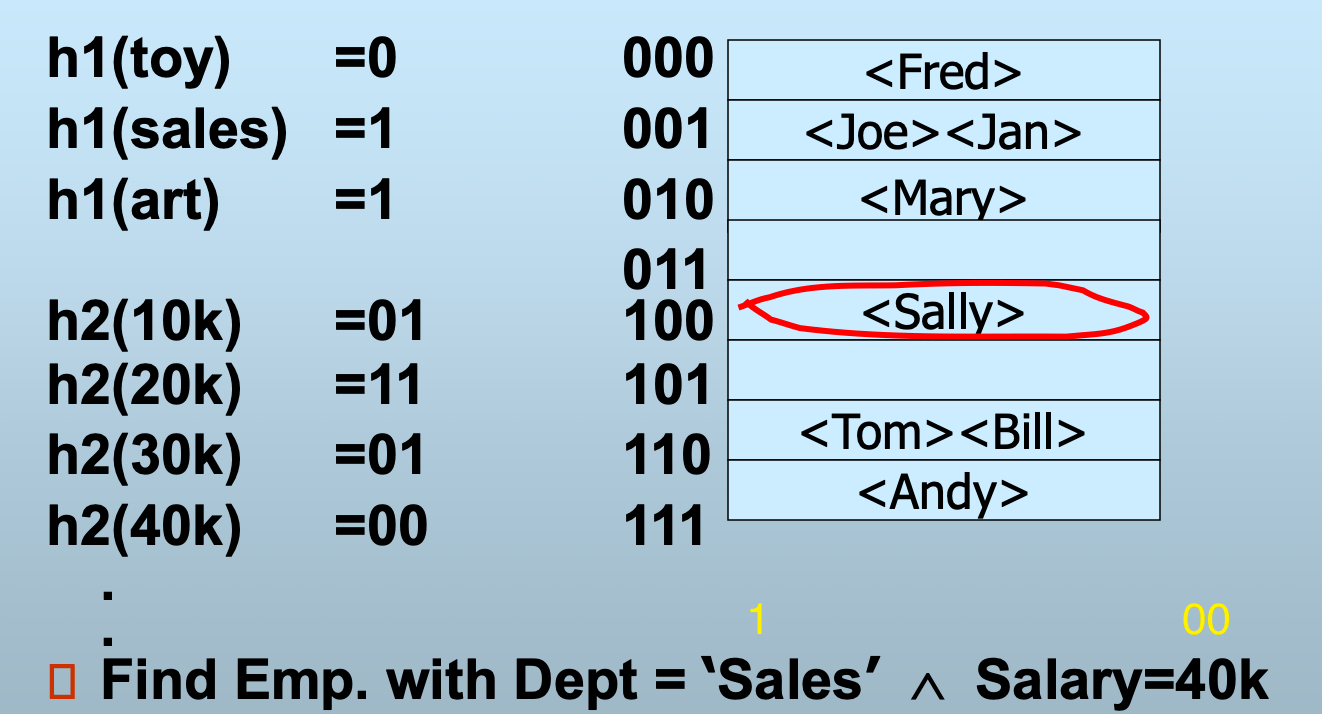 h1(toy) =0 000 <Fred>
h1(sales) =1 001 <Joe><Jan>
h1(art) =1 010 <Mary>
011
h2(10k) =01 100 <Sally>
h2(20k) =11 101
h2(30k) =01 110 <Tom><Bill>
h2(40k) =00 111 <Andy>
.
.
1 00
Find Emp. with Dept = ‛Sales’ ∧ Salary=40k